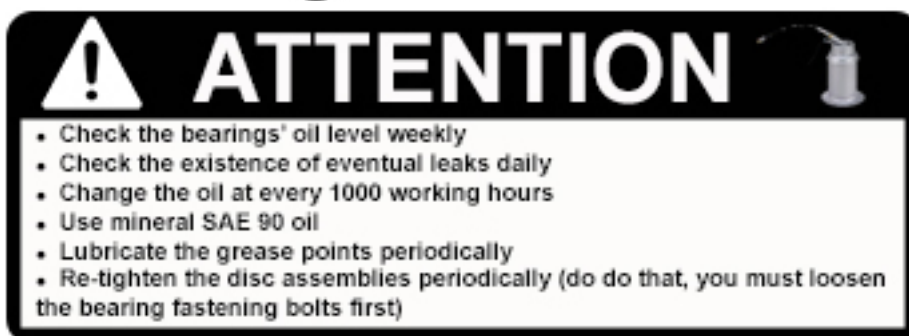 ATTENTION
• Check the bearings' oil level weekly
• Check the existence of eventual leaks daily
• Change the oil at every 1000 working hours
• Use mineral SAE 90 oil
• Lubricate the grease points periodically
• Re-tighten the disc assemblies periodically (do do that, you must loosen
the bearing fastening bolts first)